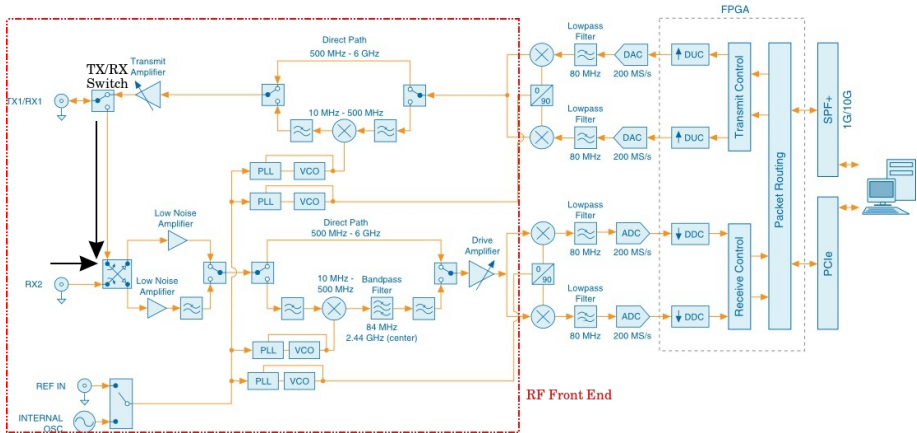 FPGA
Direct Path
500 MHz - 6 GHz
Lowpass
Filter
TX/RX
Switch
Transmit
Amplifier
DAC
DUC
80 MHz
200 MS/s
TX1/RX1
0
90
10 MHz - 500 MHz
Lowpass
Filter
DAC
DUC
80 MHz
200 MS/s
Transmit Control
Packet Routing
SPF+
1G/10G
PLL
VCO
PLL
VCO
Low Noise
Amplifier
Direct Path
500 MHz - 6 GHz
Drive
Amplifier
Lowpass
Filter
ADC
DDC
80 MHz
200 MS/s
0
90
RX2
Low Noise
Amplifier
10 MHz -
500 MHz
Bandpass
Filter
Lowpass
Filter
ADC
DDC
80 MHz
200 MS/s
Receive Control
PCIe
84 MHz
2.44 GHz (center)
PLL
VCO
PLL
VCO
REF IN
INTERNAL
OSC
RF Front End